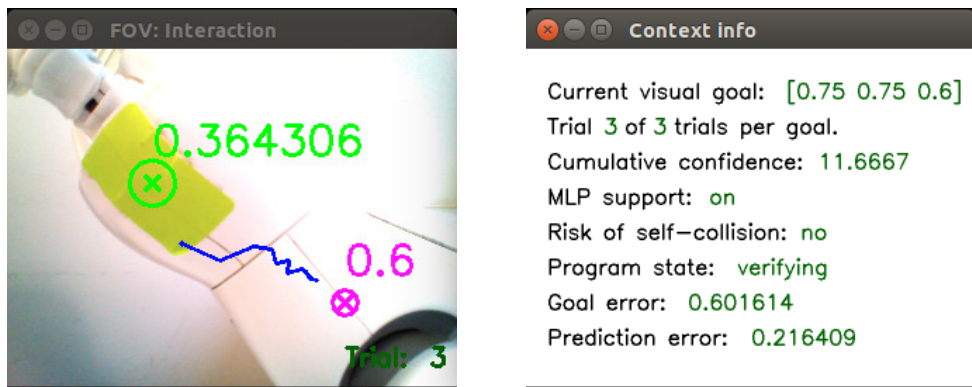 FOV: Interaction
0.364306
0.6
Trial: 3
Context info
Current visual goal: [0.75 0.75 0.6]
Trial 3 of 3 trials per goal.
Cumulative confidence: 11.6667
MLP support: on
Risk of self-collision: no
Program state: verifying
Goal error: 0.601614
Prediction error: 0.216409